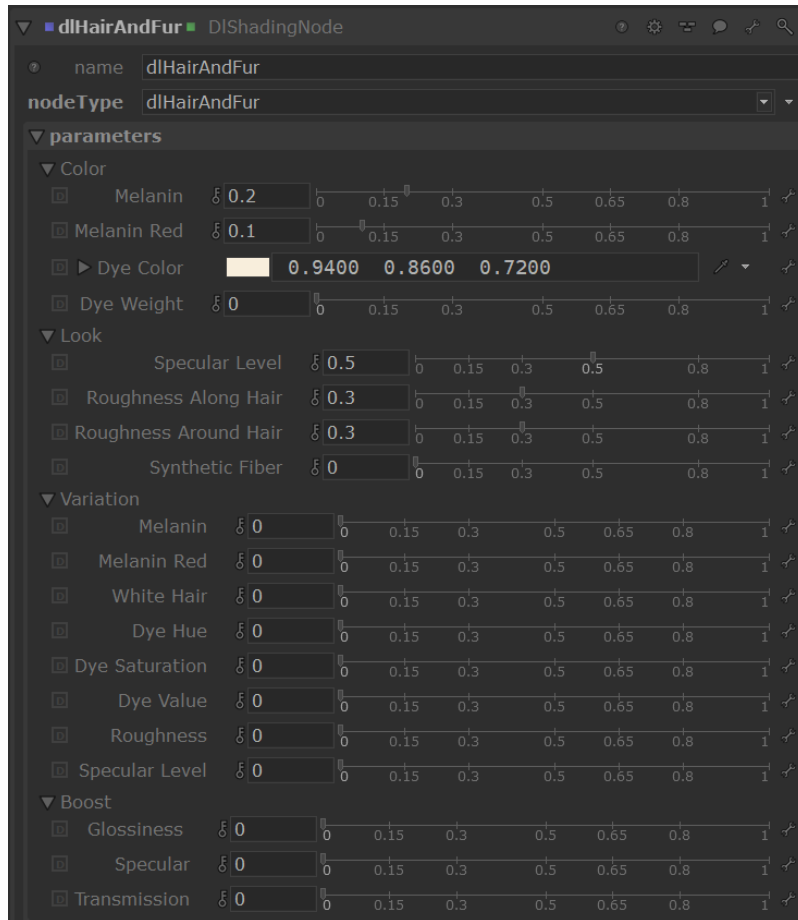 dlHairAndFur DlShadingNode
name dlHairAndFur
nodeType dlHairAndFur
parameters
Color
Melanin 0.2 0 0.15 0.3 0.5 0.65 0.8 1
Melanin Red 0.1 0 0.15 0.3 0.5 0.65 0.8 1
Dye Color 0.9400 0.8600 0.7200
Dye Weight 0 0 0.15 0.3 0.5 0.65 0.8 1
Look
Specular Level 0.5 0 0.15 0.3 0.5 0.8 1
Roughness Along Hair 0.3 0 0.15 0.3 0.5 0.8 1
Roughness Around Hair 0.3 0 0.15 0.3 0.5 0.8 1
Synthetic Fiber 0 0 0.15 0.3 0.5 0.8 1
Variation
Melanin 0 0 0.15 0.3 0.5 0.65 0.8 1
Melanin Red 0 0 0.15 0.3 0.5 0.65 0.8 1
White Hair 0 0 0.15 0.3 0.5 0.65 0.8 1
Dye Hue 0 0 0.15 0.3 0.5 0.65 0.8 1
Dye Saturation 0 0 0.15 0.3 0.5 0.65 0.8 1
Dye Value 0 0 0.15 0.3 0.5 0.65 0.8 1
Roughness 0 0 0.15 0.3 0.5 0.65 0.8 1
Specular Level 0 0 0.15 0.3 0.5 0.65 0.8 1
Boost
Glossiness 0 0 0.15 0.3 0.5 0.65 0.8 1
Specular 0 0 0.15 0.3 0.5 0.65 0.8 1
Transmission 0 0 0.15 0.3 0.5 0.65 0.8 1